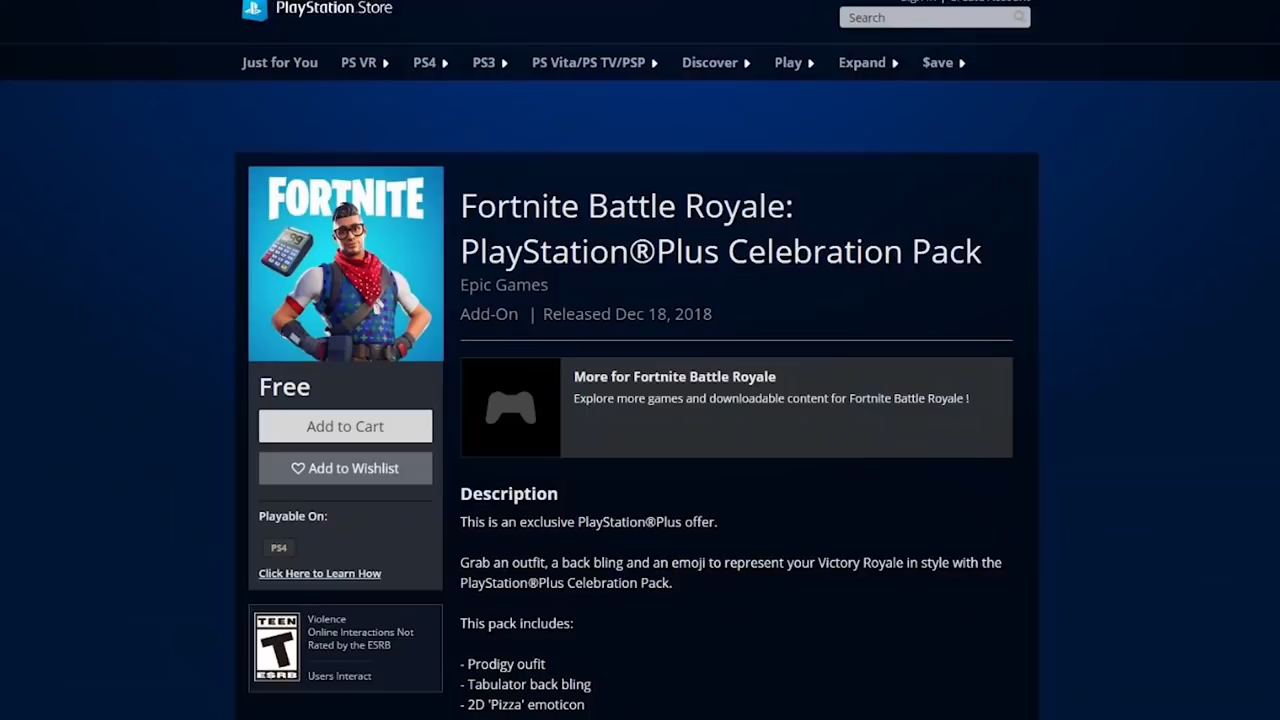 PlayStation.Store
Search
Just for You PS VR PS4 PS3 PS Vita/PS TV/PSP Discover Play Expand $ave
FORTNITE
Fortnite Battle Royale:
PlayStation®Plus Celebration Pack
Epic Games
Add-On | Released Dec 18, 2018
Free
Add to Cart
Add to Wishlist
Playable On:
PS4
Click Here to Learn How
TEEN
T
ESRB
Violence
Online Interactions Not
Rated by the ESRB
Users Interact
More for Fortnite Battle Royale
Explore more games and downloadable content for Fortnite Battle Royale !
Description
This is an exclusive PlayStation®Plus offer.
Grab an outfit, a back bling and an emoji to represent your Victory Royale in style with the
PlayStation®Plus Celebration Pack.
This pack includes:
- Prodigy oufit
- Tabulator back bling
- 2D 'Pizza' emoticon